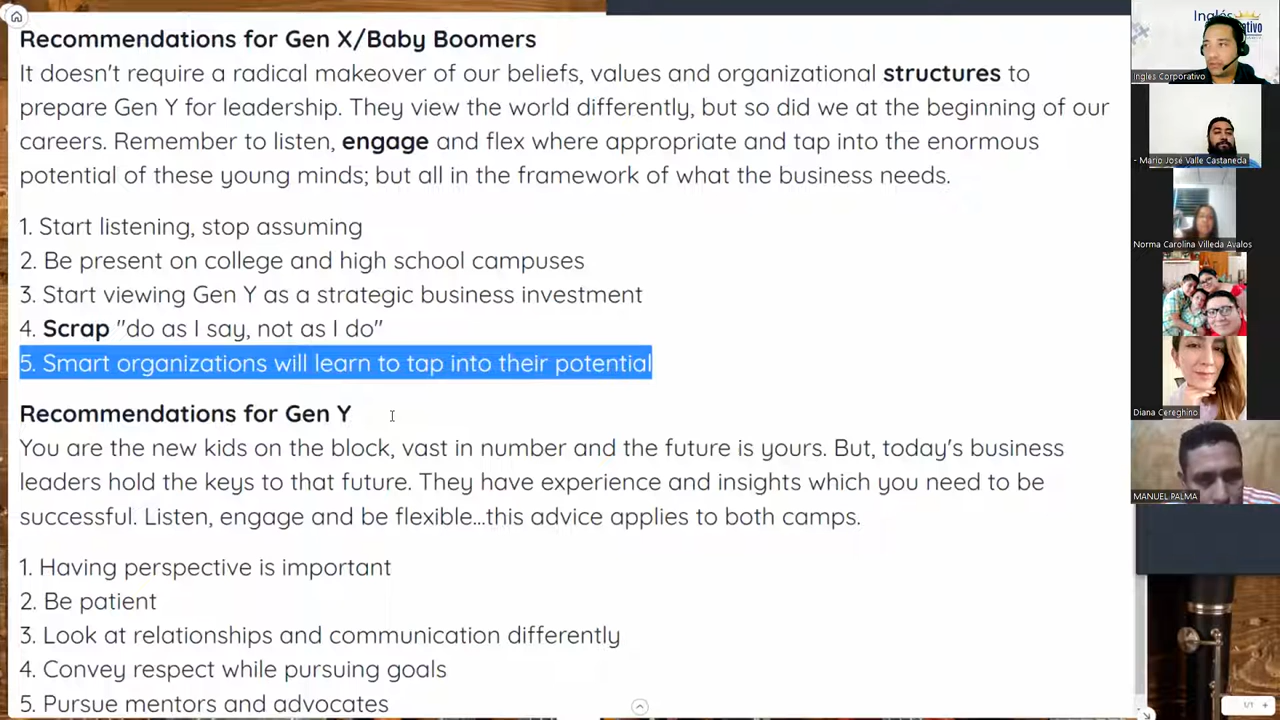 Recommendations for Gen X/Baby Boomers
It doesn't require a radical makeover of our beliefs, values and organizational structures to
prepare Gen Y for leadership. They view the world differently, but so did we at the beginning of our
careers. Remember to listen, engage and flex where appropriate and tap into the enormous
potential of these young minds; but all in the framework of what the business needs.
1. Start listening, stop assuming
2. Be present on college and high school campuses
3. Start viewing Gen Y as a strategic business investment
4. Scrap "do as I say, not as I do"
5. Smart organizations will learn to tap into their potential
Recommendations for Gen Y
You are the new kids on the block, vast in number and the future is yours. But, today's business
leaders hold the keys to that future. They have experience and insights which you need to be
successful. Listen, engage and be flexible...this advice applies to both camps.
1. Having perspective is important
2. Be patient
3. Look at relationships and communication differently
4. Convey respect while pursuing goals
5. Pursue mentors and advocates
Ingles Corporativo
- Mario José Valle Castaneda
Norma Carolina Villeda Avalos
Diana Cereghino
MANUEL PALMA
1/1